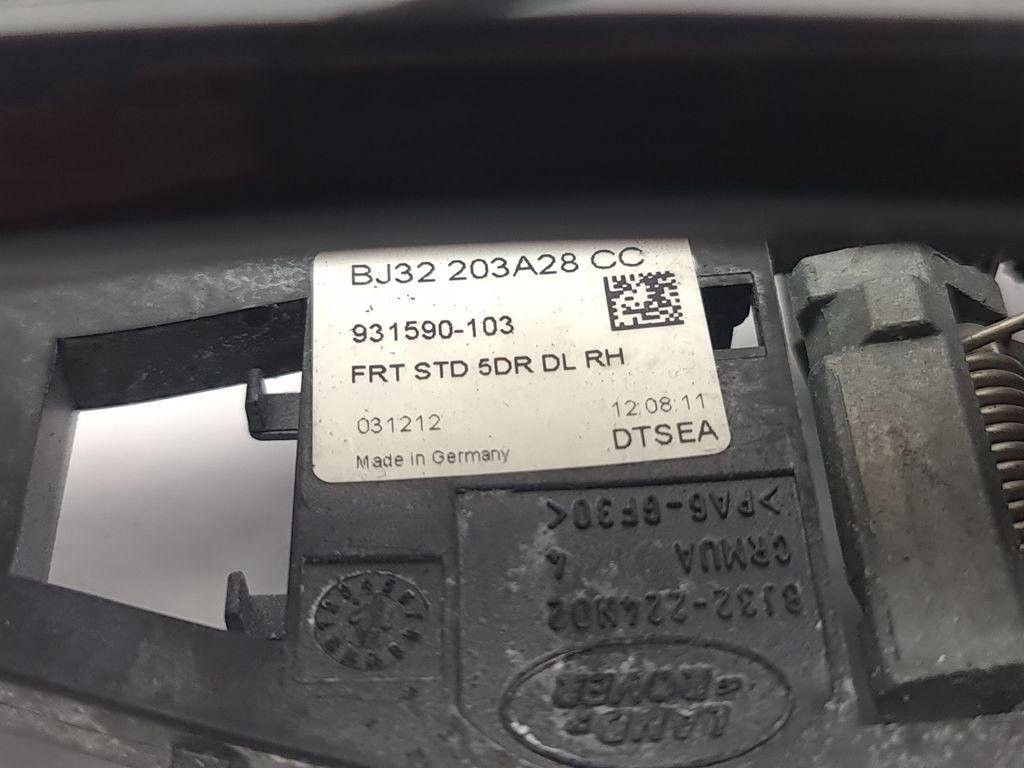 BJ32 203A28 CC
931590-103
FRT STD 5DR DL RH
031212 12.08.11
DTSEA
Made in Germany
>PA6-GF30<
CRMUA 4
BJ32-224N02
LAND-
-ROVER